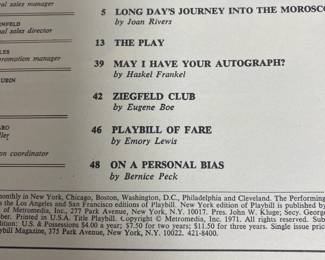 al sales manager
NFELD
nal sales director
LES
promotion manager
UBIN
ARO
ller
on coordinator
5 LONG DAY'S JOURNEY INTO THE MOROSCO
by Joan Rivers
13 THE PLAY
39 MAY I HAVE YOUR AUTOGRAPH?
by Haskel Frankel
42 ZIEGFELD CLUB
by Eugene Boe
46 PLAYBILL OF FARE
by Emory Lewis
48 ON A PERSONAL BIAS
by Bernice Peck
monthly in New York, Chicago, Boston, Washington, D.C., Philadelphia and Cleveland. The Performing
s the Los Angeles and San Francisco editions of Playbill. New York edition of Playbill is published by
of Metromedia, Inc., 277 Park Avenue, New York, N.Y. 10017. Pres. John W. Kluge; Secy. George
ber. Printed in U.S.A. Title Playbill. Copyright © Metromedia, Inc. 1971. All rights reserved. Sub
dition: U.S. & Possessions $4.00 a year; $7.50 for two years; $11.50 for three years. Single issue pric
ybill Magazine, 375 Park Avenue, New York, N.Y. 10022. 421-8400.